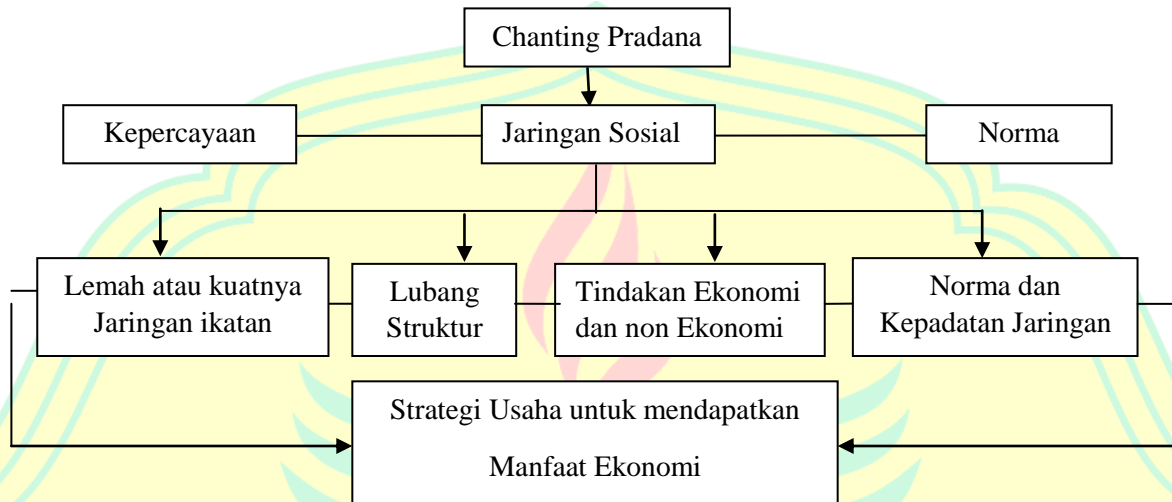 Chanting Pradana
Kepercayaan
Jaringan Sosial
Norma
Lemah atau kuatnya
Jaringan ikatan
Lubang
Struktur
Tindakan Ekonomi
dan non Ekonomi
Norma dan
Kepadatan Jaringan
Strategi Usaha untuk mendapatkan
Manfaat Ekonomi